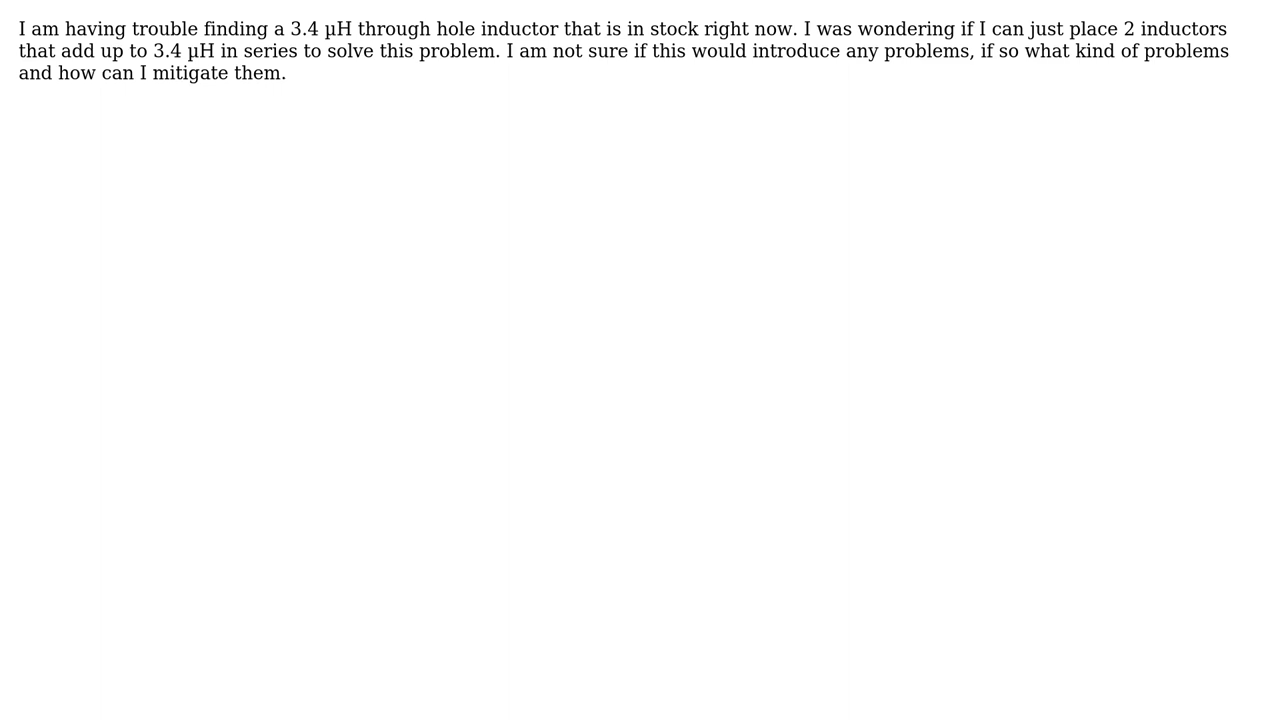 I am having trouble finding a 3.4 µH through hole inductor that is in stock right now. I was wondering if I can just place 2 inductors
that add up to 3.4 µH in series to solve this problem. I am not sure if this would introduce any problems, if so what kind of problems
and how can I mitigate them.